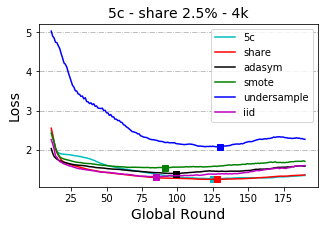 5c - share 2.5% - 4k
5
4
3
2
Loss
25
50
75
100
125
150
175
Global Round
5c
share
adasym
smote
undersample
iid